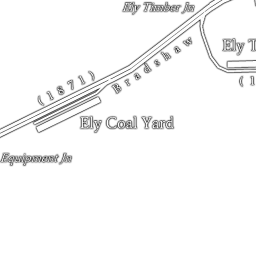 Ely Timber Jn
Bradshaw
Ely T
(1871)
(1
Ely Coal Yard
Equipment Jn